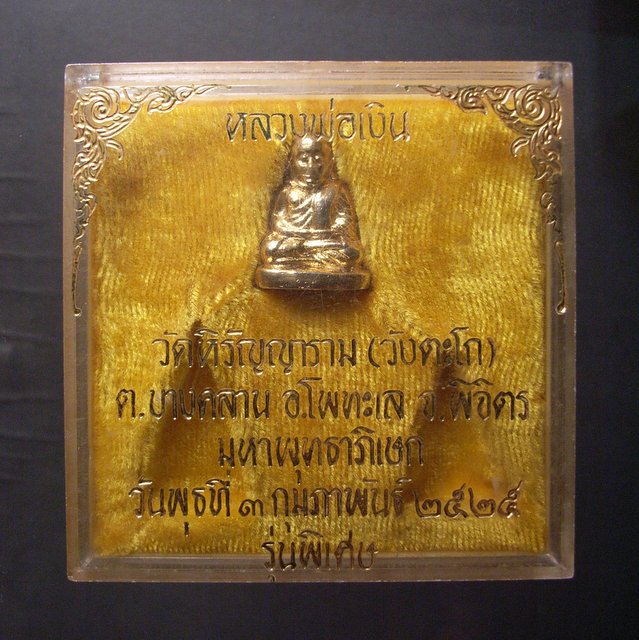 หลวงพ่อเงิน
วัดหิรัญญาราม (วังตะโก)
ต.บางคลาน อ.โพทะเล จ.พิจิตร
มหาพุทธาภิเษก
วันพุธที่ ๓ กุมภาพันธ์ ๒๕๒๕
รุ่นพิเศษ